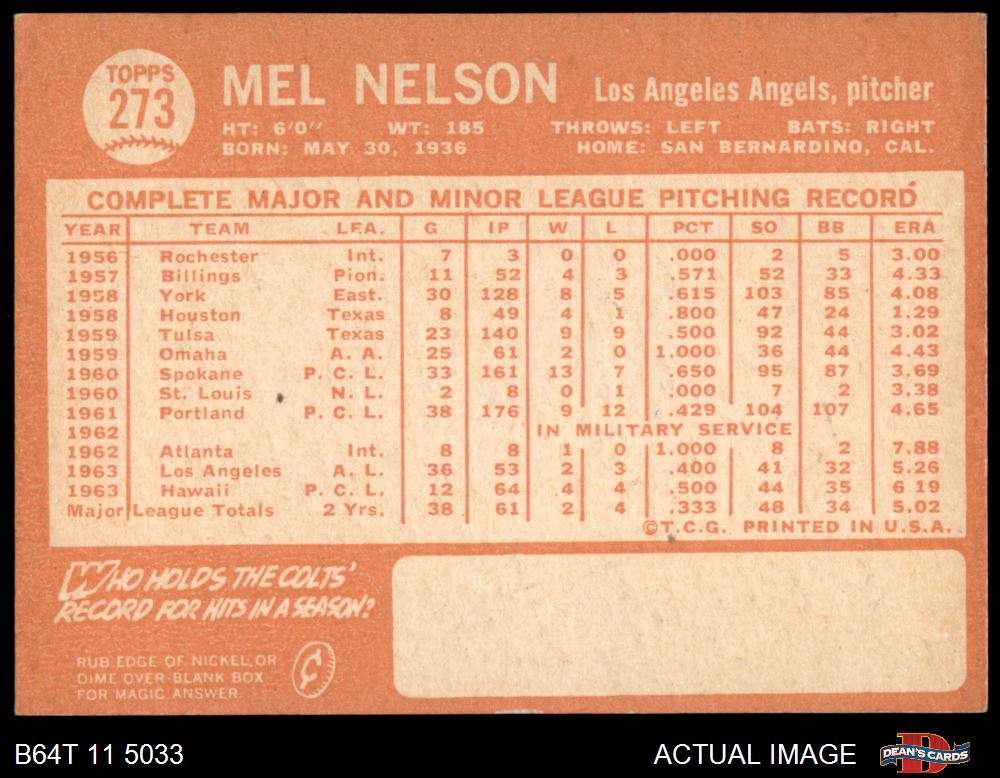 TOPPS
273
MEL NELSON Los Angeles Angels, pitcher
HT: 6'0" WT: 185 THROWS: LEFT BATS: RIGHT
BORN: MAY 30, 1936 HOME: SAN BERNARDINO, CAL.
COMPLETE MAJOR AND MINOR LEAGUE PITCHING RECORD
YEAR TEAM LEA. G IP W L PCT SO BB ERA
1956 Rochester Int. 7 3 0 0 .000 2 5 3.00
1957 Billings Pion. 11 52 4 3 .571 52 33 4.33
1958 York East. 30 128 8 5 .615 103 85 4.08
1958 Houston Texas 8 49 4 1 .800 47 24 1.29
1959 Tulsa Texas 23 140 9 9 .500 92 44 3.02
1959 Omaha A. A. 25 61 2 0 1.000 36 44 4.43
1960 Spokane P. C. L. 33 161 13 7 .650 95 87 3.69
1960 St. Louis N. L. 2 8 0 1 .000 7 2 3.38
1961 Portland P. C. L. 38 176 9 12 .429 104 107 4.65
1962 IN MILITARY SERVICE
1962 Atlanta Int. 8 8 1 0 1.000 8 2 7.88
1963 Los Angeles A. L. 36 53 2 3 .400 41 32 5.26
1963 Hawaii P. C. L. 12 64 4 4 .500 44 35 6.19
Major League Totals 2 Yrs. 38 61 2 4 .333 48 34 5.02
©T.C.G. PRINTED IN U.S.A.
WHO HOLDS THE COLTS'
RECORD FOR HITS IN A SEASON?
RUB EDGE OF NICKEL OR
DIME OVER BLANK BOX
FOR MAGIC ANSWER
B64T 11 5033 ACTUAL IMAGE DEAN'S CARDS